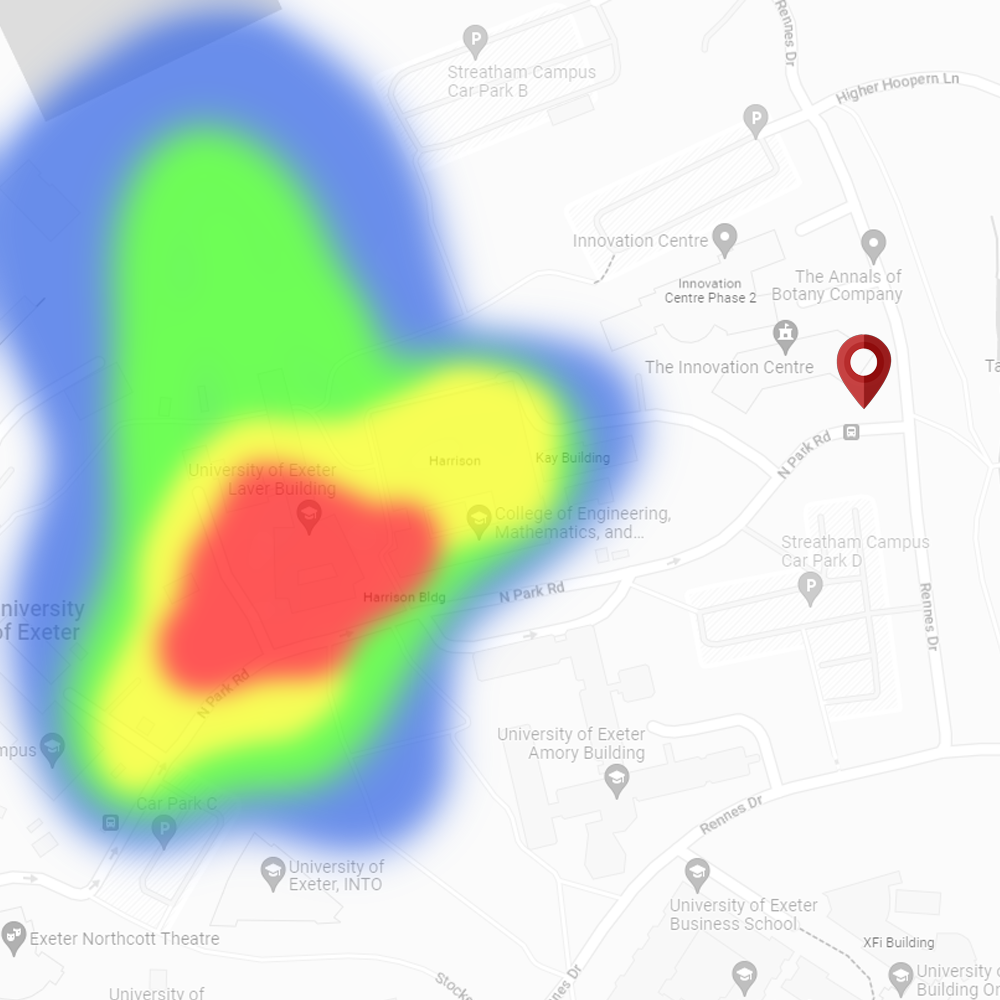 Rennes Dr
Higher Hoopern Ln
P
Streatham Campus
Car Park B
P
Innovation Centre
Innovation
Centre Phase 2
The Annals of
Botany Company
The Innovation Centre
Ta
N Park Rd
University of Exeter
Laver Building
Harrison
Kay Building
College of Engineering,
Mathematics, and...
Streatham Campus
Car Park D
P
Harrison Bldg
N Park Rd
niversity
of Exeter
Rennes Dr
N Park Rd
University of Exeter
Amory Building
mpus
Car Park C
P
Rennes Dr
University of
Exeter, INTO
University of Exeter
Business School
Exeter Northcott Theatre
XFi Building
University o
Building On
Stocke
nes Dr
University of